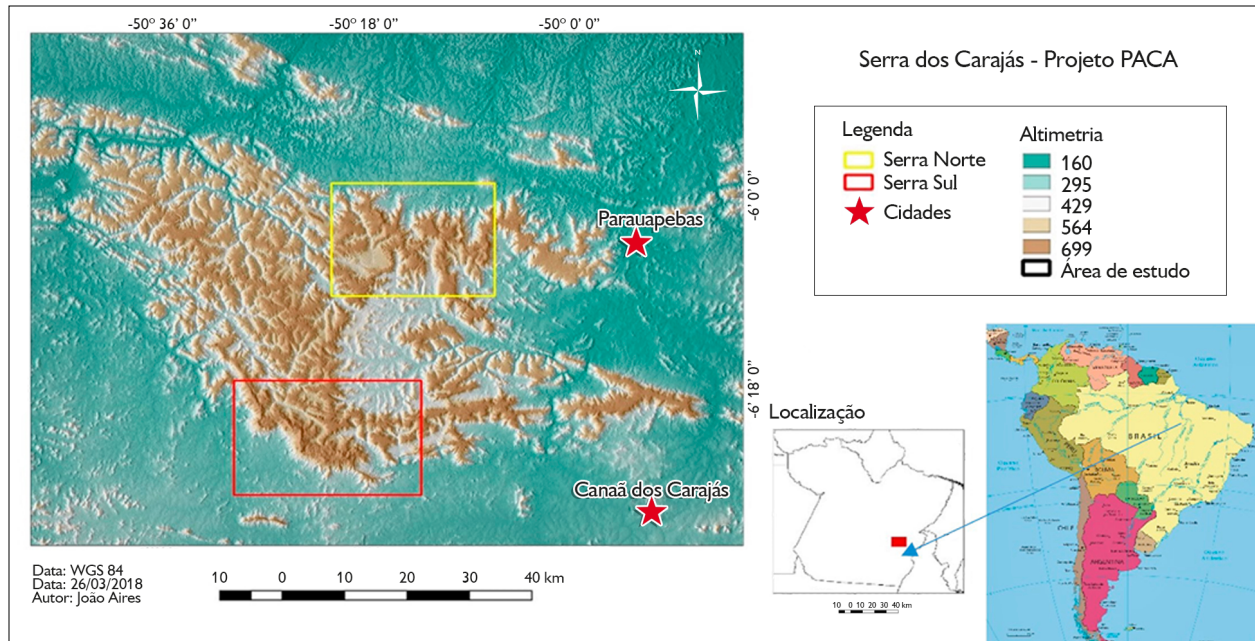 -50º 36' 0’’
-50º 18' 0’’
-50º 0' 0’’
Serra dos Carajás - Projeto PACA
N
Legenda
Serra Norte
Serra Sul
Cidades
Altimetria
160
295
429
564
699
Área de estudo
-6' 0' 0’’
-6' 18' 0’’
Parauapebas
Canaã dos Carajás
Localização
BRASIL
CHILE
ARGENTINA
Data: WGS 84
Data: 26/03/2018
Autor: João Aires
10 0 10 20 30 40 km
10 0 10 20 30 40 km